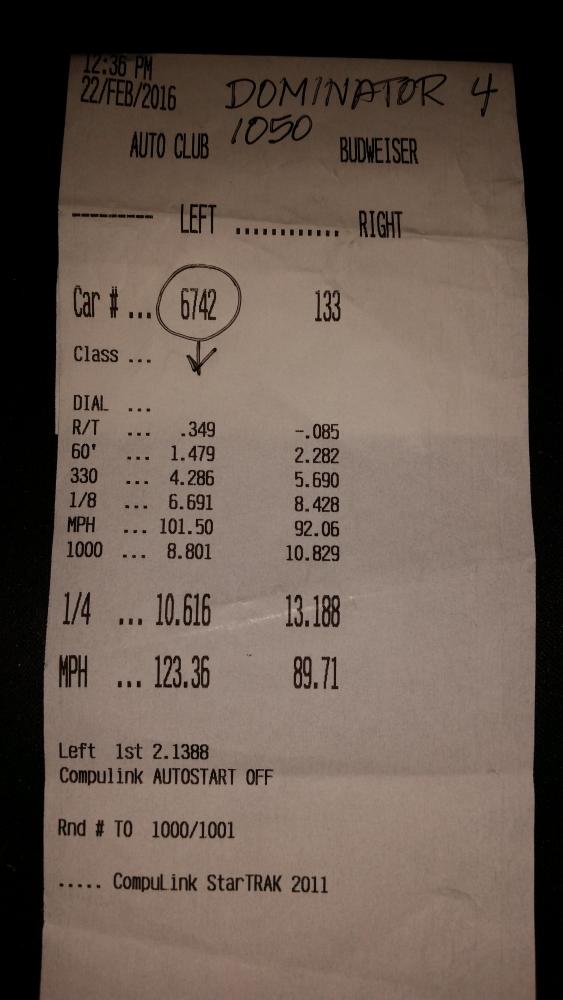 12:36 PM
22/FEB/2016 DOMINATOR 4
1050
AUTO CLUB BUDWEISER
--------- LEFT ............ RIGHT
Car # ... 6742 133
Class ...
DIAL ...
R/T ... .349 -.085
60' ... 1.479 2.282
330 ... 4.286 5.690
1/8 ... 6.691 8.428
MPH ... 101.50 92.06
1000 ... 8.801 10.829
1/4 ... 10.616 13.188
MPH ... 123.36 89.71
Left 1st 2.1388
Compulink AUTOSTART OFF
Rnd # TO 1000/1001
..... CompuLink StarTRAK 2011